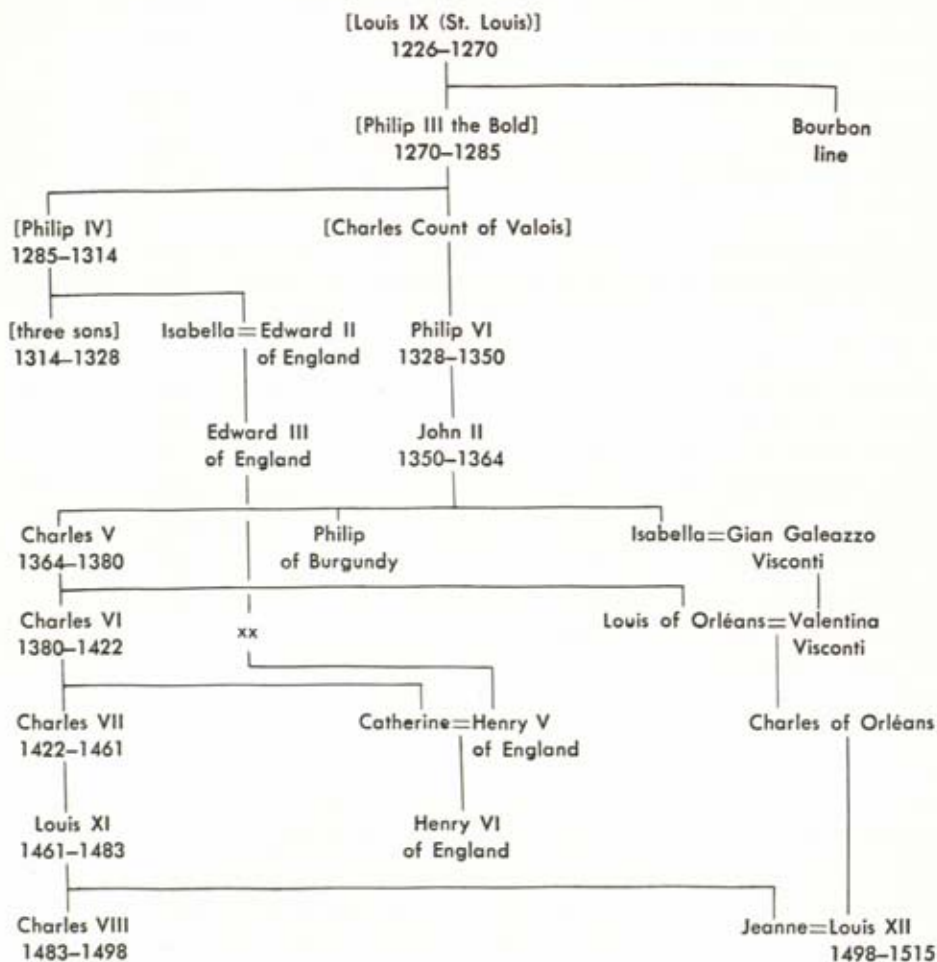 [Louis IX (St. Louis)]
1226–1270
[Philip III the Bold]
1270–1285
Bourbon
line
[Philip IV]
1285–1314
[Charles Count of Valois]
[three sons]
1314–1328
Isabella=Edward II
of England
Philip VI
1328–1350
Edward III
of England
John II
1350–1364
Charles V
1364–1380
Philip
of Burgundy
Isabella=Gian Galeazzo
Visconti
Charles VI
1380–1422
xx
Louis of Orléans=Valentina
Visconti
Charles VII
1422–1461
Catherine=Henry V
of England
Charles of Orléans
Louis XI
1461–1483
Henry VI
of England
Charles VIII
1483–1498
Jeanne=Louis XII
1498–1515